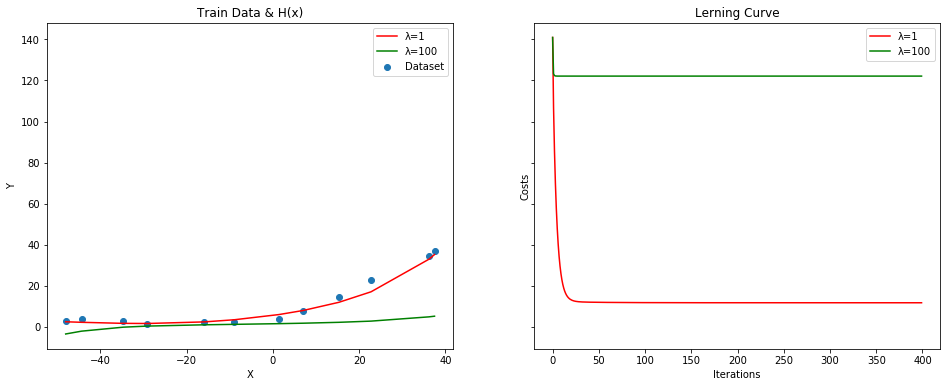 Train Data & H(x)
λ=1
λ=100
Dataset
140
120
100
80
60
40
20
0
Y
−40
−20
0
20
40
X
Lerning Curve
λ=1
λ=100
Costs
0
50
100
150
200
250
300
350
400
Iterations